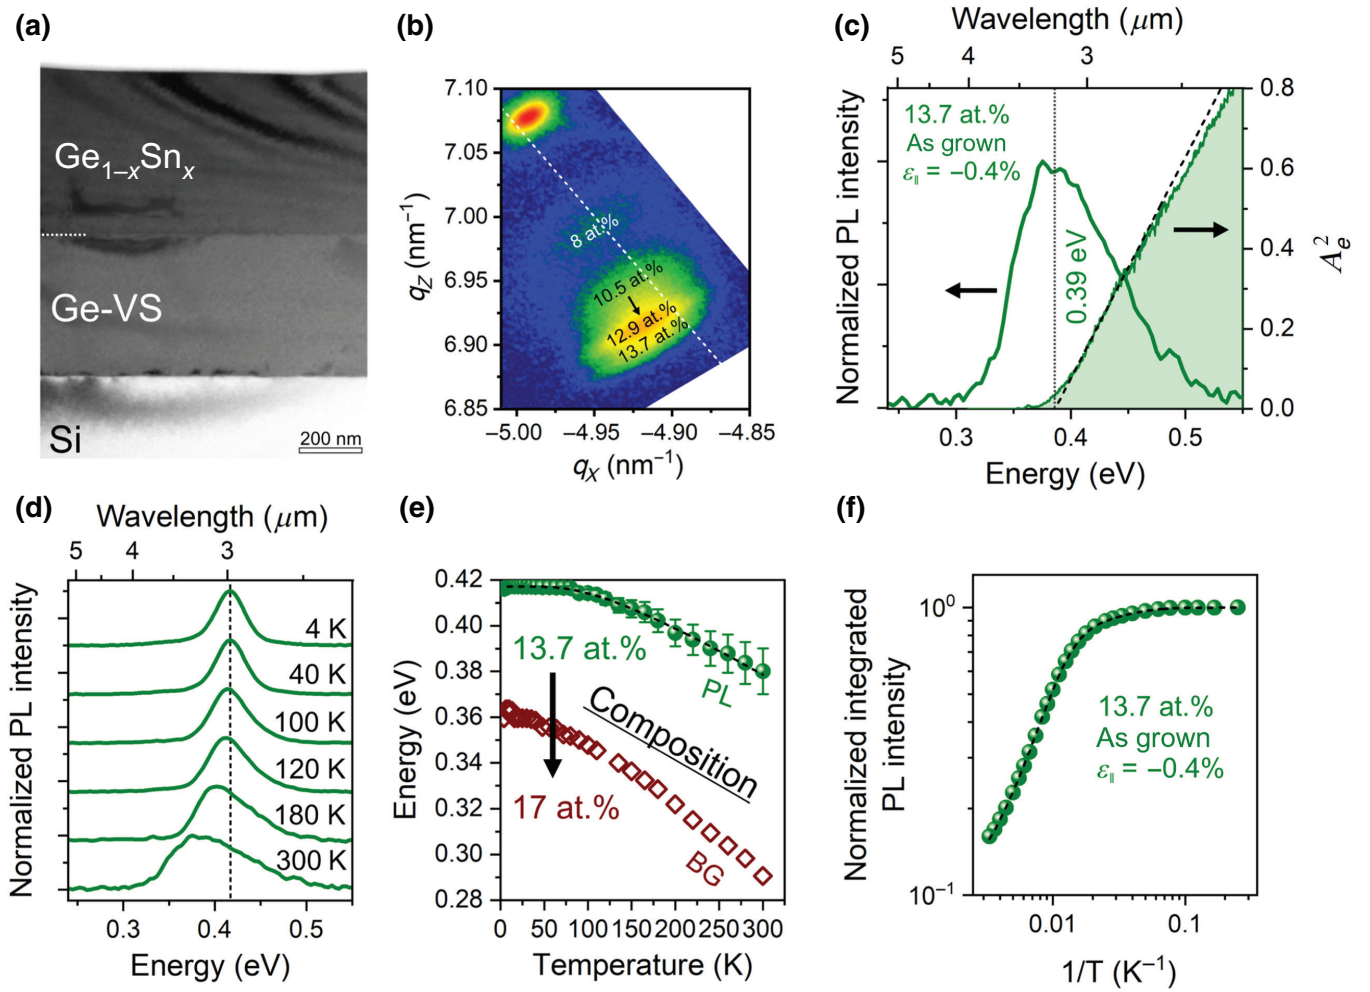 (a)
Ge1–xSnx
Ge-VS
Si
200 nm
(b)
7.10
7.05
7.00
6.95
6.90
6.85
qZ (nm−1)
8 at.%
10.5 at.%
12.9 at.%
13.7 at.%
−5.00 −4.95 −4.90 −4.85
qX (nm−1)
(c)
Wavelength (μm)
5 4 3
Normalized PL intensity
13.7 at.%
As grown
ε∥ = −0.4%
0.39 eV
0.8
0.6
0.4
0.2
0.0
Ae2
0.3 0.4 0.5
Energy (eV)
(d)
Wavelength (μm)
5 4 3
Normalized PL intensity
4 K
40 K
100 K
120 K
180 K
300 K
0.3 0.4 0.5
Energy (eV)
(e)
0.42
0.40
0.38
0.36
0.34
0.32
0.30
0.28
Energy (eV)
13.7 at.%
PL
Composition
17 at.%
BG
0 50 100 150 200 250 300
Temperature (K)
(f)
Normalized integrated
PL intensity
100
10−1
13.7 at.%
As grown
ε∥ = −0.4%
0.01 0.1
1/T (K−1)